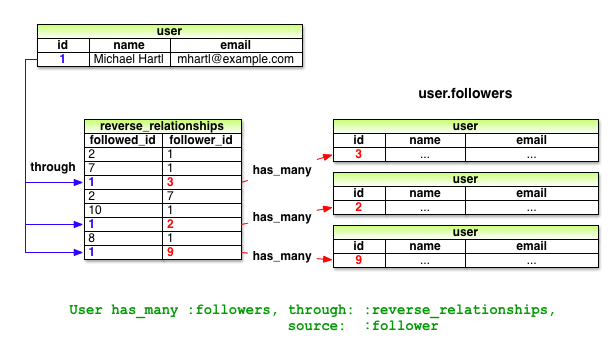 user
id name email
1 Michael Hartl mhartl@example.com
user.followers
reverse_relationships
followed_id follower_id
2 1
7 1
1 3
2 7
10 1
1 2
8 1
1 9
through
has_many
has_many
has_many
user
id name email
3 ... ...
user
id name email
2 ... ...
user
id name email
9 ... ...
User has_many :followers, through: :reverse_relationships,
source: :follower